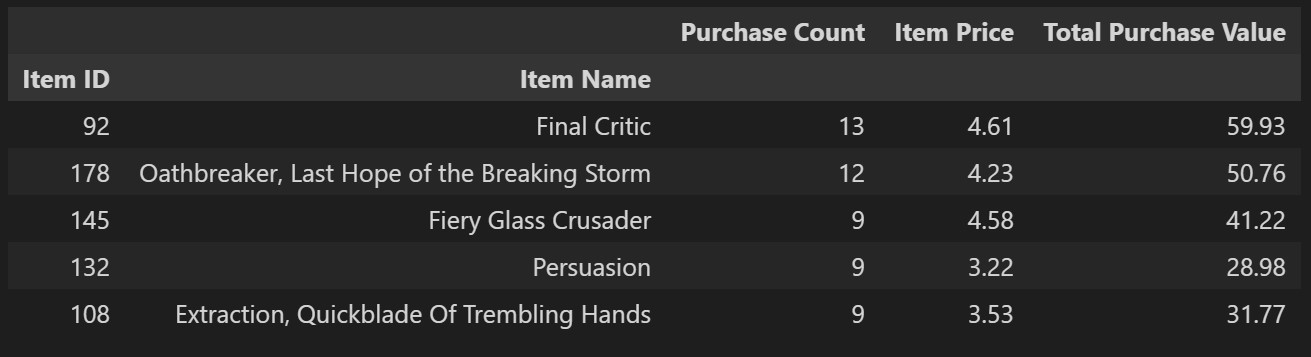 Purchase Count Item Price Total Purchase Value
Item ID Item Name
92 Final Critic 13 4.61 59.93
178 Oathbreaker, Last Hope of the Breaking Storm 12 4.23 50.76
145 Fiery Glass Crusader 9 4.58 41.22
132 Persuasion 9 3.22 28.98
108 Extraction, Quickblade Of Trembling Hands 9 3.53 31.77